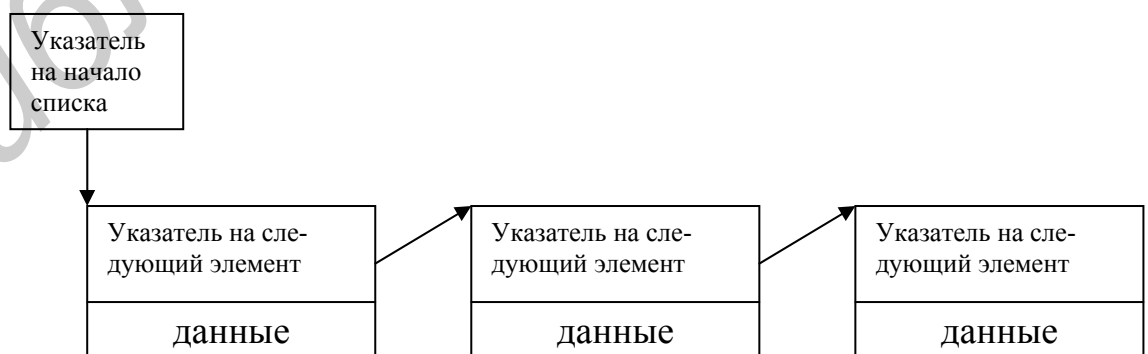 Указатель
на начало
списка
Указатель на сле-
дующий элемент
данные
Указатель на сле-
дующий элемент
данные
Указатель на сле-
дующий элемент
данные